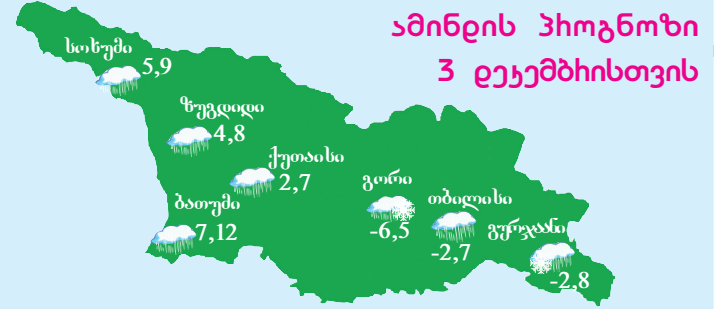 ამინდის პროგნოზი
3 დეკემბრისთვის
სოხუმი
5,9
ზუგდიდი
4,8
ქუთაისი
2,7
ბათუმი
7,12
გორი
-6,5
თბილისი
-2,7
გურჯაანი
-2,8